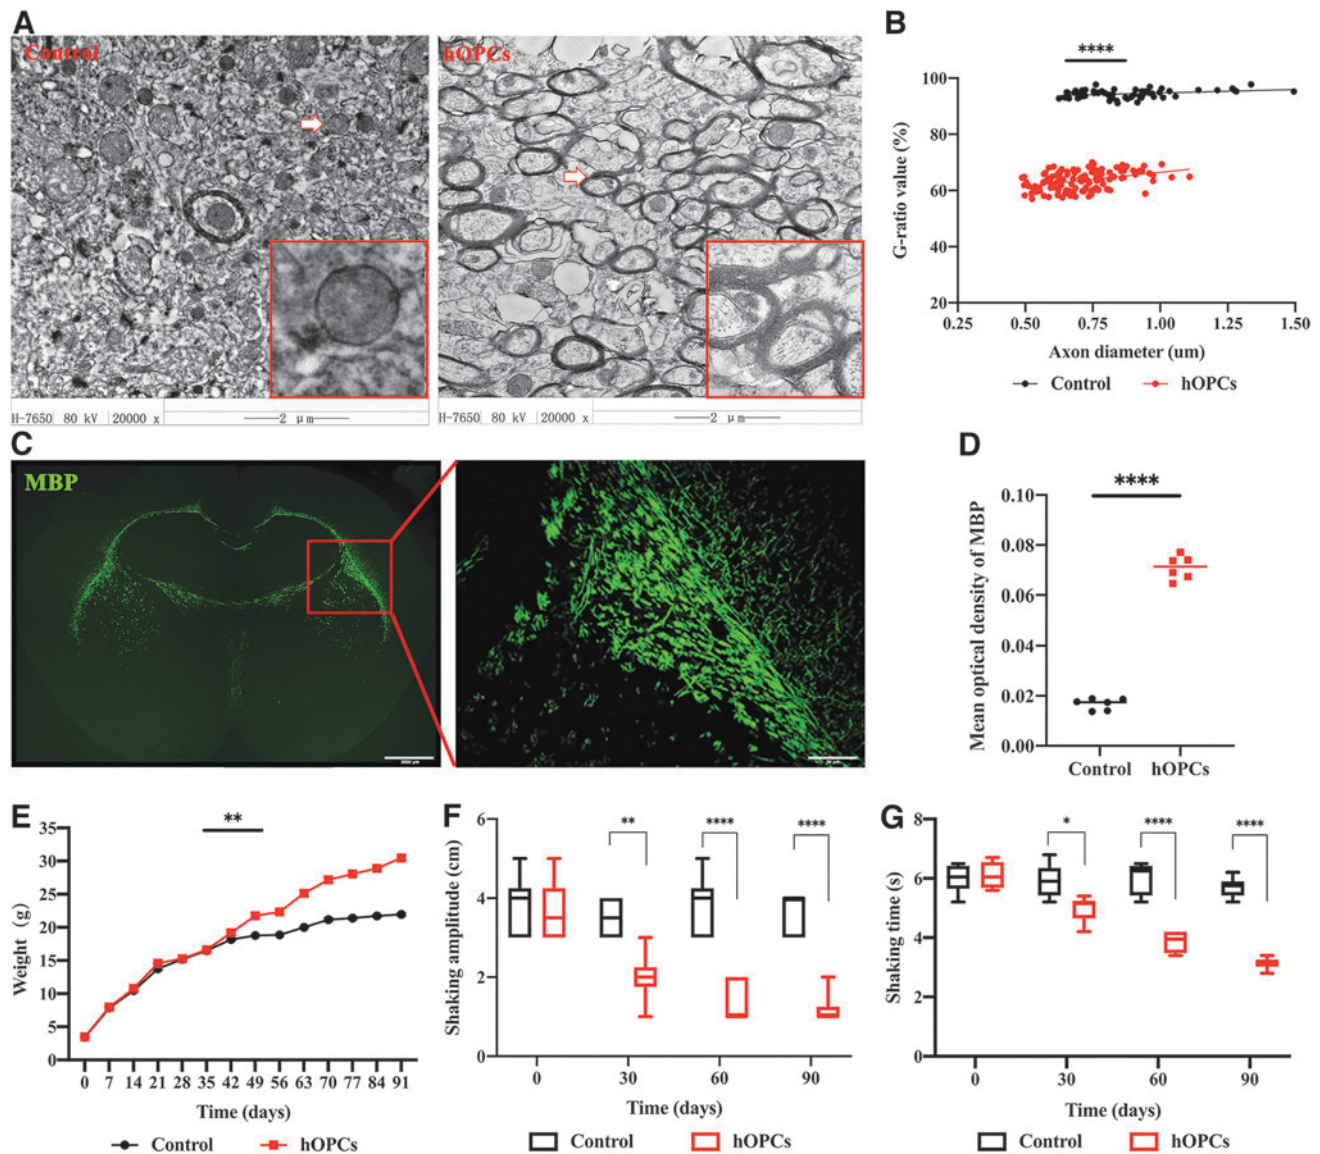 A
Control
hOPCs
H-7650 80 kV 20000 x 2 μm
H-7650 80 kV 20000 x 2 μm
B
****
G-ratio value (%)
100
80
60
40
20
0.25 0.50 0.75 1.00 1.25 1.50
Axon diameter (um)
Control hOPCs
C
MBP
D
****
Mean optical density of MBP
0.10
0.08
0.06
0.04
0.02
0.00
Control hOPCs
E
**
Weight (g)
35
30
25
20
15
10
5
0
0 7 14 21 28 35 42 49 56 63 70 77 84 91
Time (days)
Control hOPCs
F
** **** ****
Shaking amplitude (cm)
6
4
2
0
0 30 60 90
Time (days)
Control hOPCs
G
* **** ****
Shaking time (s)
8
6
4
2
0
0 30 60 90
Time (days)
Control hOPCs